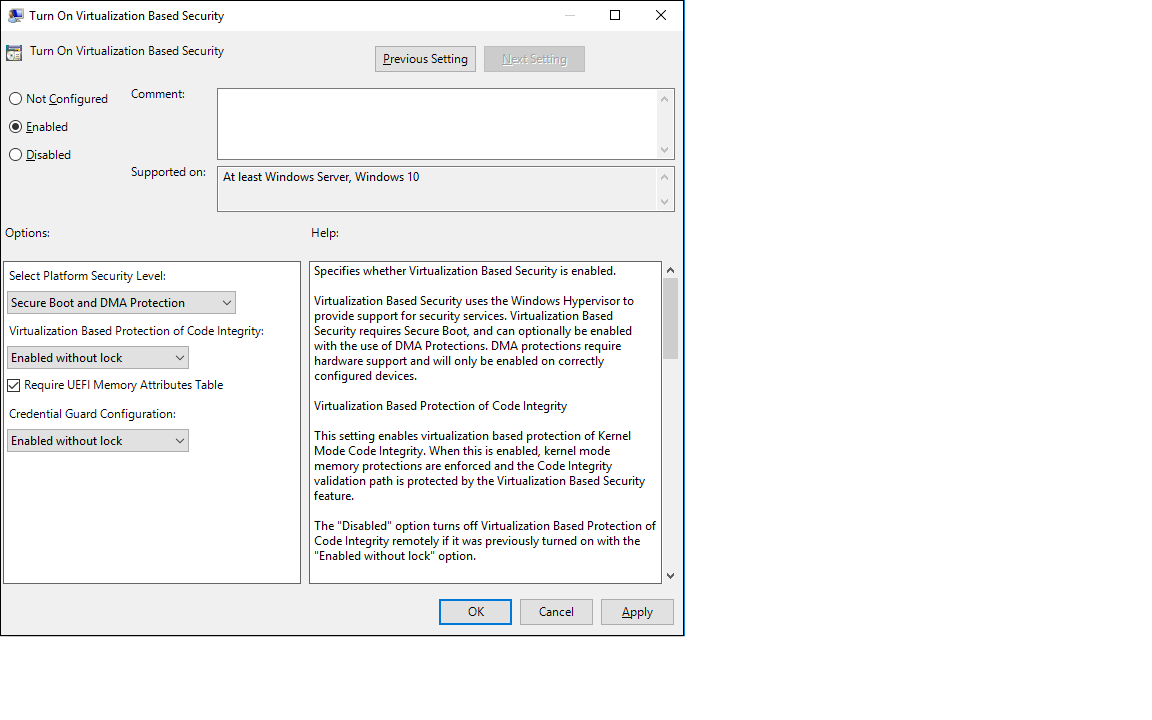 Turn On Virtualization Based Security
Turn On Virtualization Based Security
Previous Setting
Next Setting
Not Configured
Enabled
Disabled
Comment:
Supported on:
At least Windows Server, Windows 10
Options:
Help:
Select Platform Security Level:
Secure Boot and DMA Protection
Virtualization Based Protection of Code Integrity:
Enabled without lock
Require UEFI Memory Attributes Table
Credential Guard Configuration:
Enabled without lock
Specifies whether Virtualization Based Security is enabled.
Virtualization Based Security uses the Windows Hypervisor to
provide support for security services. Virtualization Based
Security requires Secure Boot, and can optionally be enabled
with the use of DMA Protections. DMA protections require
hardware support and will only be enabled on correctly
configured devices.
Virtualization Based Protection of Code Integrity
This setting enables virtualization based protection of Kernel
Mode Code Integrity. When this is enabled, kernel mode
memory protections are enforced and the Code Integrity
validation path is protected by the Virtualization Based Security
feature.
The "Disabled" option turns off Virtualization Based Protection of
Code Integrity remotely if it was previously turned on with the
"Enabled without lock" option.
OK
Cancel
Apply